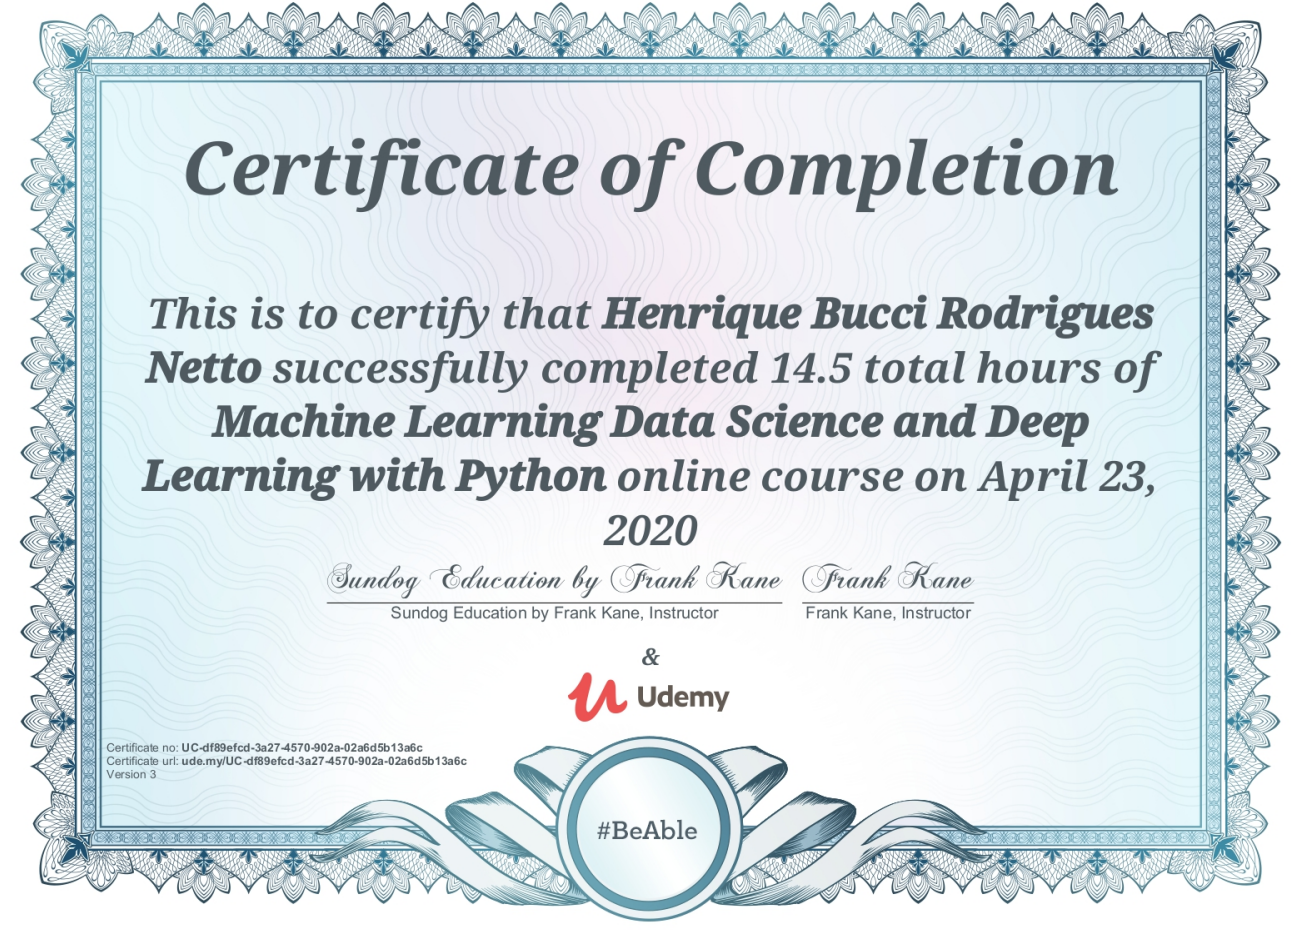 Certificate of Completion
This is to certify that Henrique Bucci Rodrigues
Netto successfully completed 14.5 total hours of
Machine Learning Data Science and Deep
Learning with Python online course on April 23,
2020
Sundog Education by Frank Kane Frank Kane
Sundog Education by Frank Kane, Instructor Frank Kane, Instructor
&
Udemy
Certificate no: UC-df89efcd-3a27-4570-902a-02a6d5b13a6c
Certificate url: ude.my/UC-df89efcd-3a27-4570-902a-02a6d5b13a6c
Version 3
#BeAble